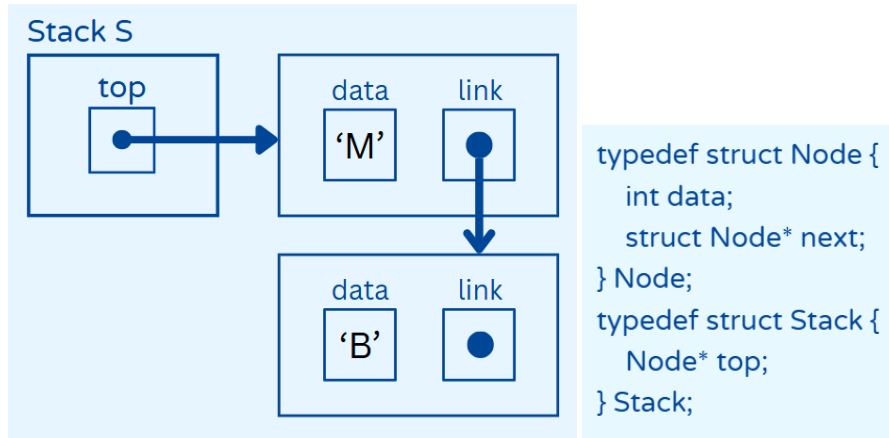 Stack S
top
data link
‘M’
data link
‘B’
typedef struct Node {
int data;
struct Node* next;
} Node;
typedef struct Stack {
Node* top;
} Stack;